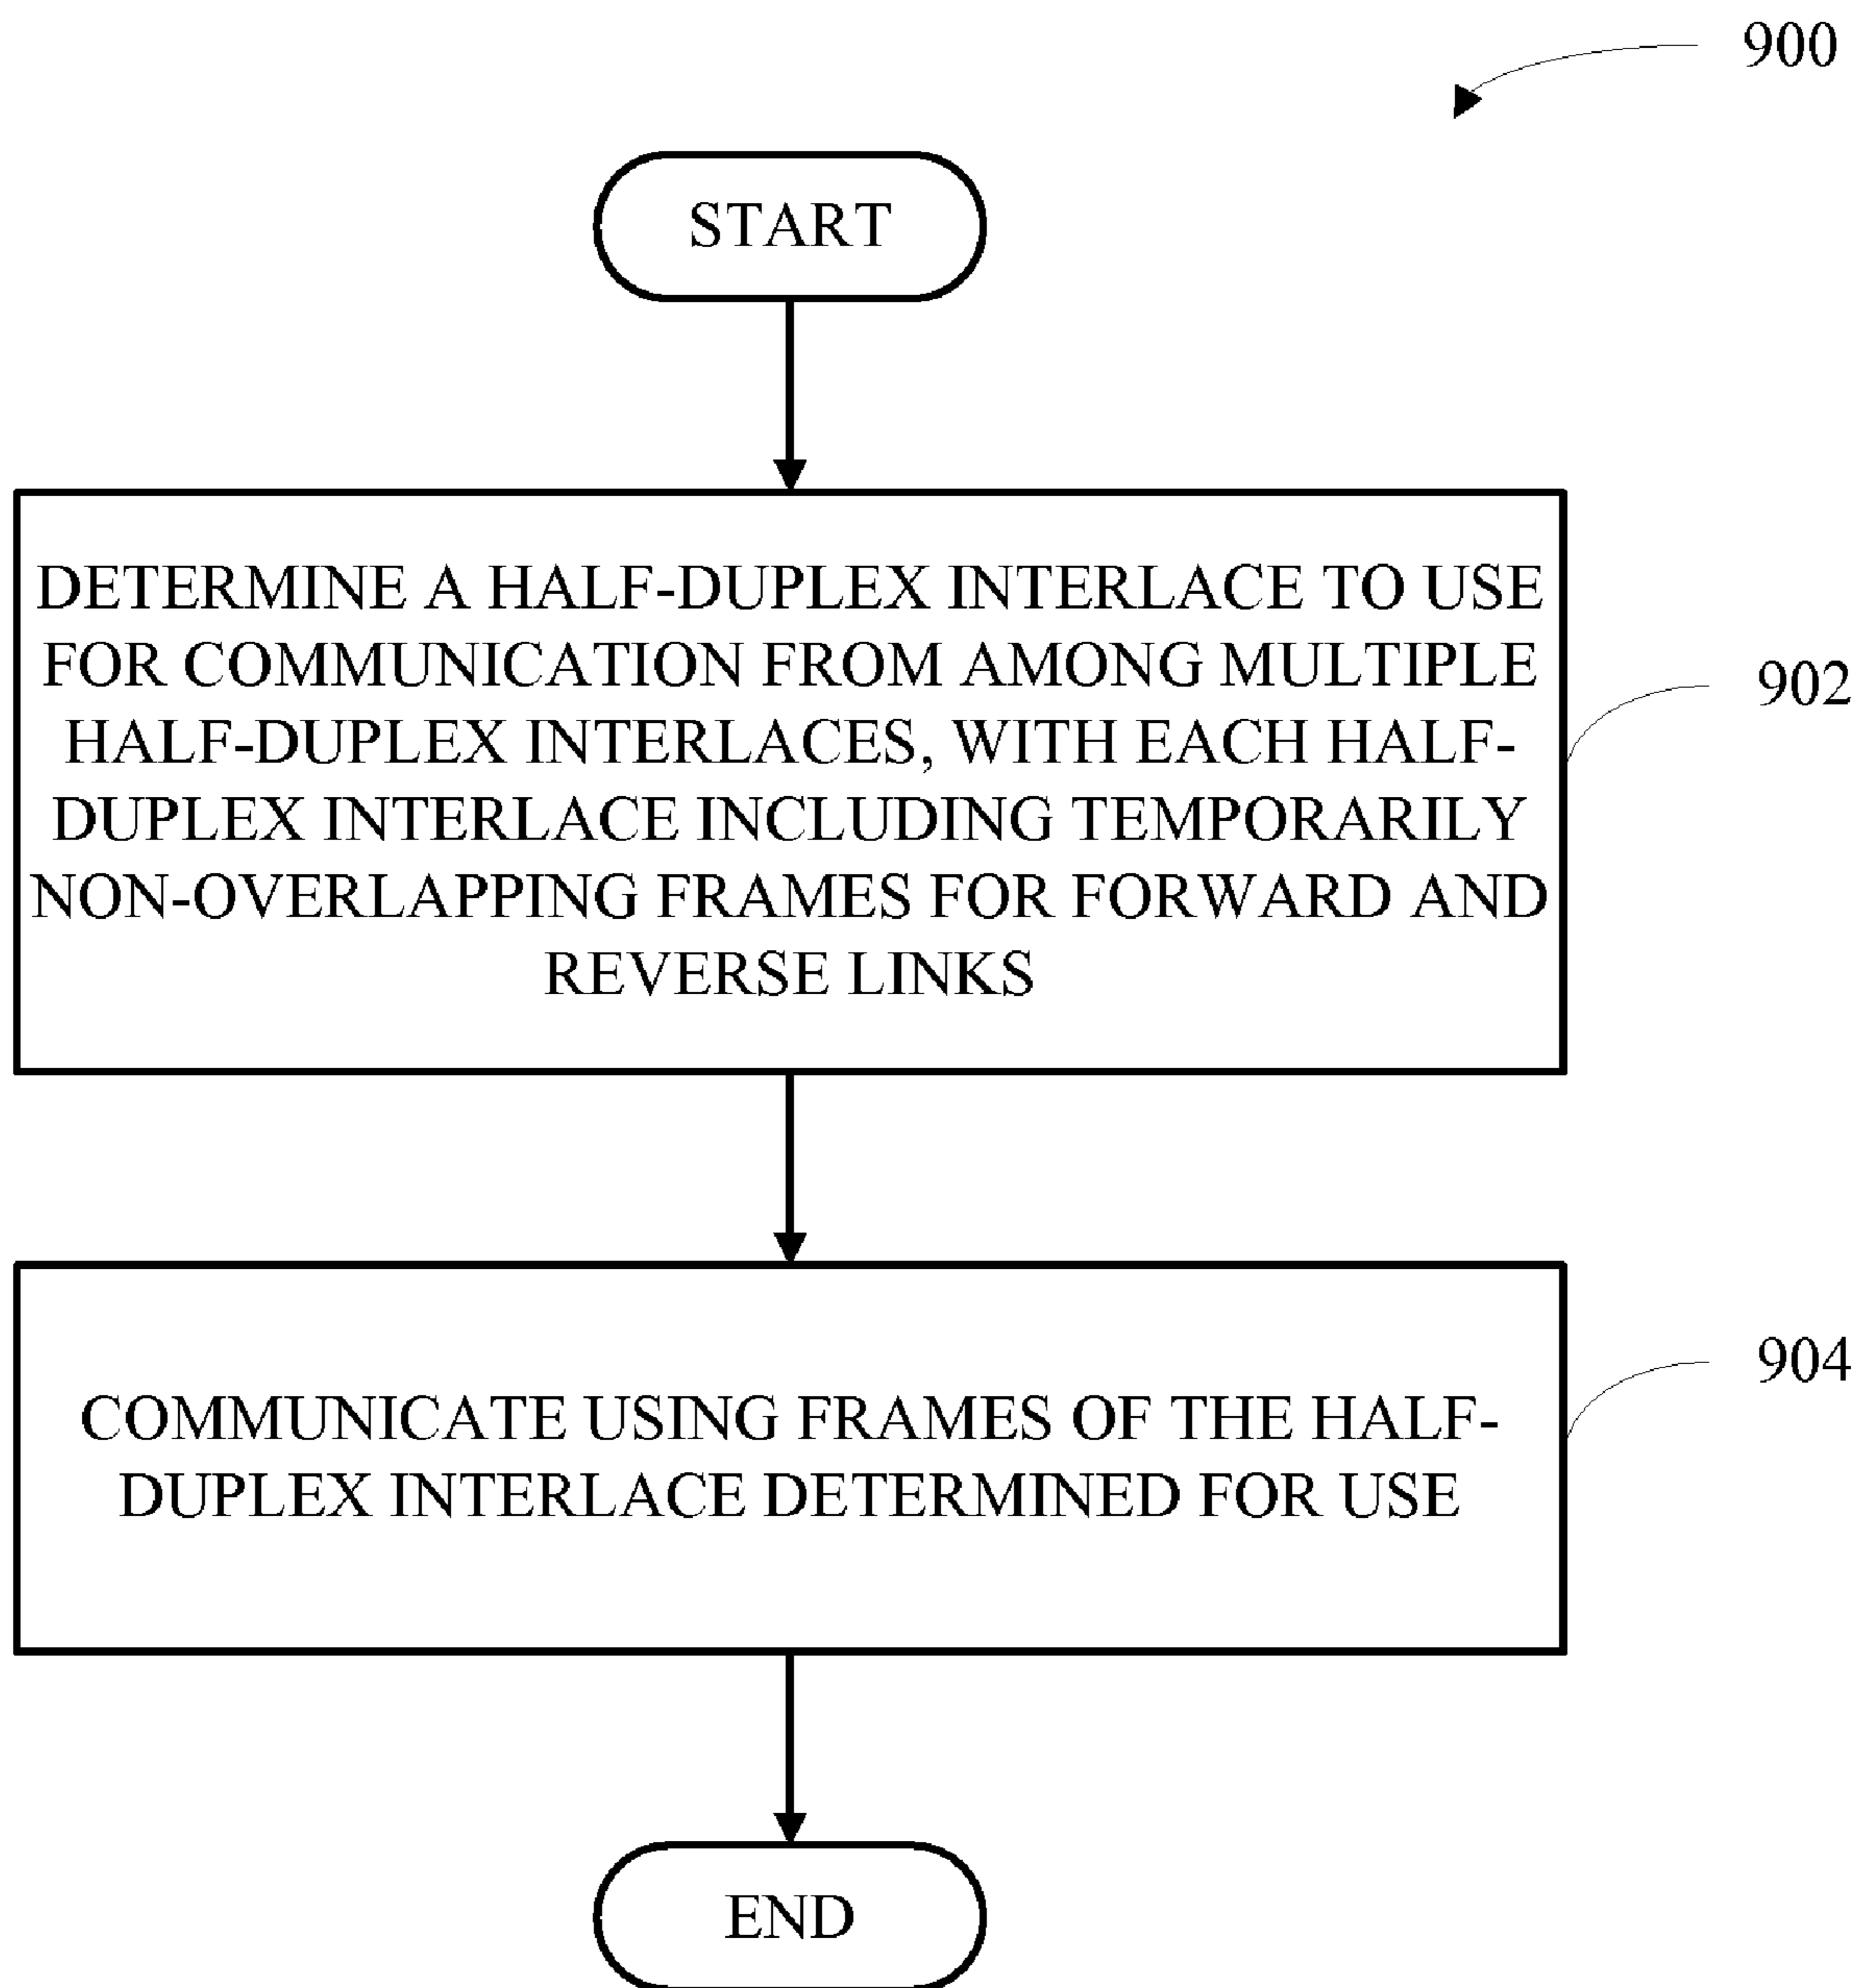 900
START
DETERMINE A HALF-DUPLEX INTERLACE TO USE
FOR COMMUNICATION FROM AMONG MULTIPLE
HALF-DUPLEX INTERLACES, WITH EACH HALF-
DUPLEX INTERLACE INCLUDING TEMPORARILY
NON-OVERLAPPING FRAMES FOR FORWARD AND
REVERSE LINKS
902
COMMUNICATE USING FRAMES OF THE HALF-
DUPLEX INTERLACE DETERMINED FOR USE
904
END